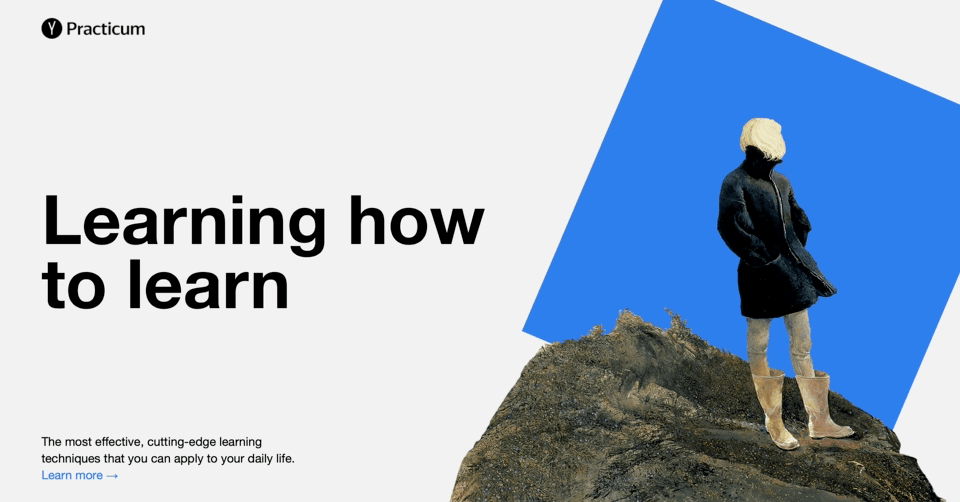 Y Practicum
Learning how
to learn
The most effective, cutting-edge learning
techniques that you can apply to your daily life.
Learn more →